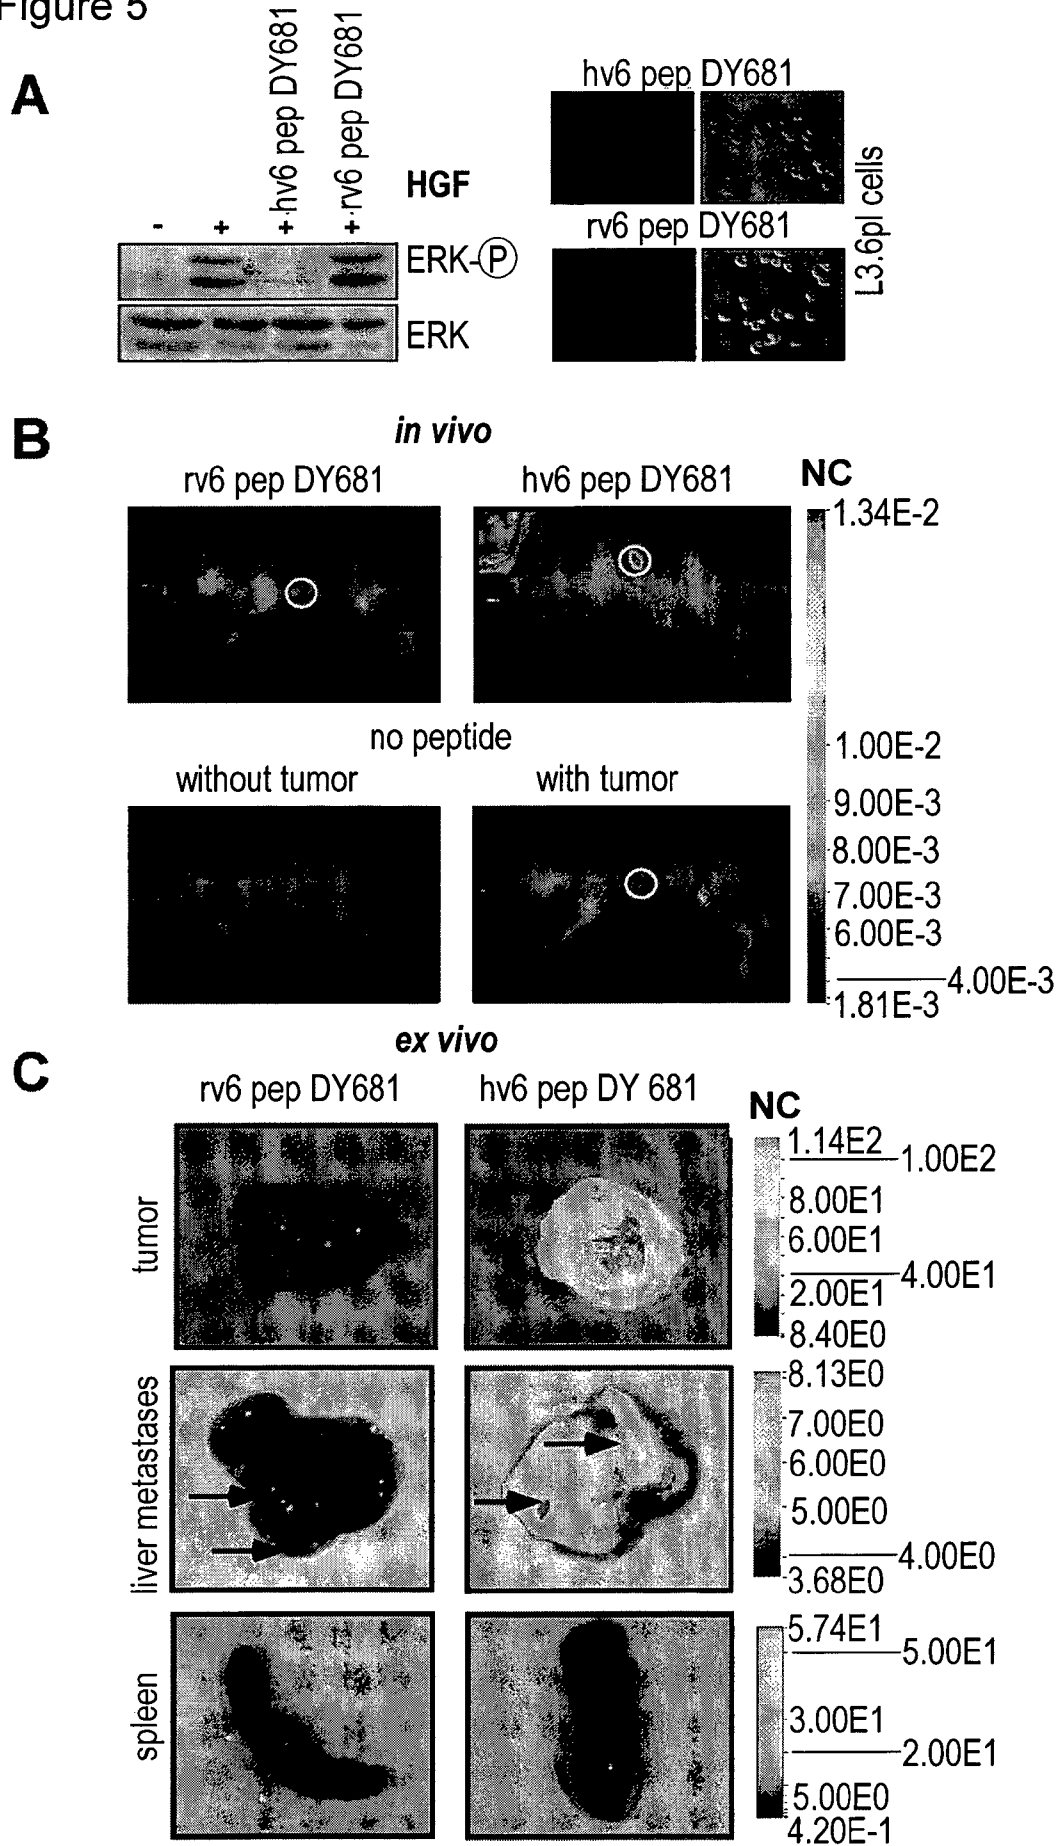 Figure 5
A
hv6 pep DY681
rv6 pep DY681
HGF
- + + +
ERK-P
ERK
hv6 pep DY681
rv6 pep DY681
L3.6pl cells
B
in vivo
rv6 pep DY681
hv6 pep DY681
NC
1.34E-2
1.00E-2
9.00E-3
8.00E-3
7.00E-3
6.00E-3
4.00E-3
1.81E-3
no peptide
without tumor
with tumor
C
ex vivo
rv6 pep DY681
hv6 pep DY 681
NC
tumor
1.14E2
1.00E2
8.00E1
6.00E1
4.00E1
2.00E1
8.40E0
liver metastases
8.13E0
7.00E0
6.00E0
5.00E0
4.00E0
3.68E0
spleen
5.74E1
5.00E1
3.00E1
2.00E1
5.00E0
4.20E-1